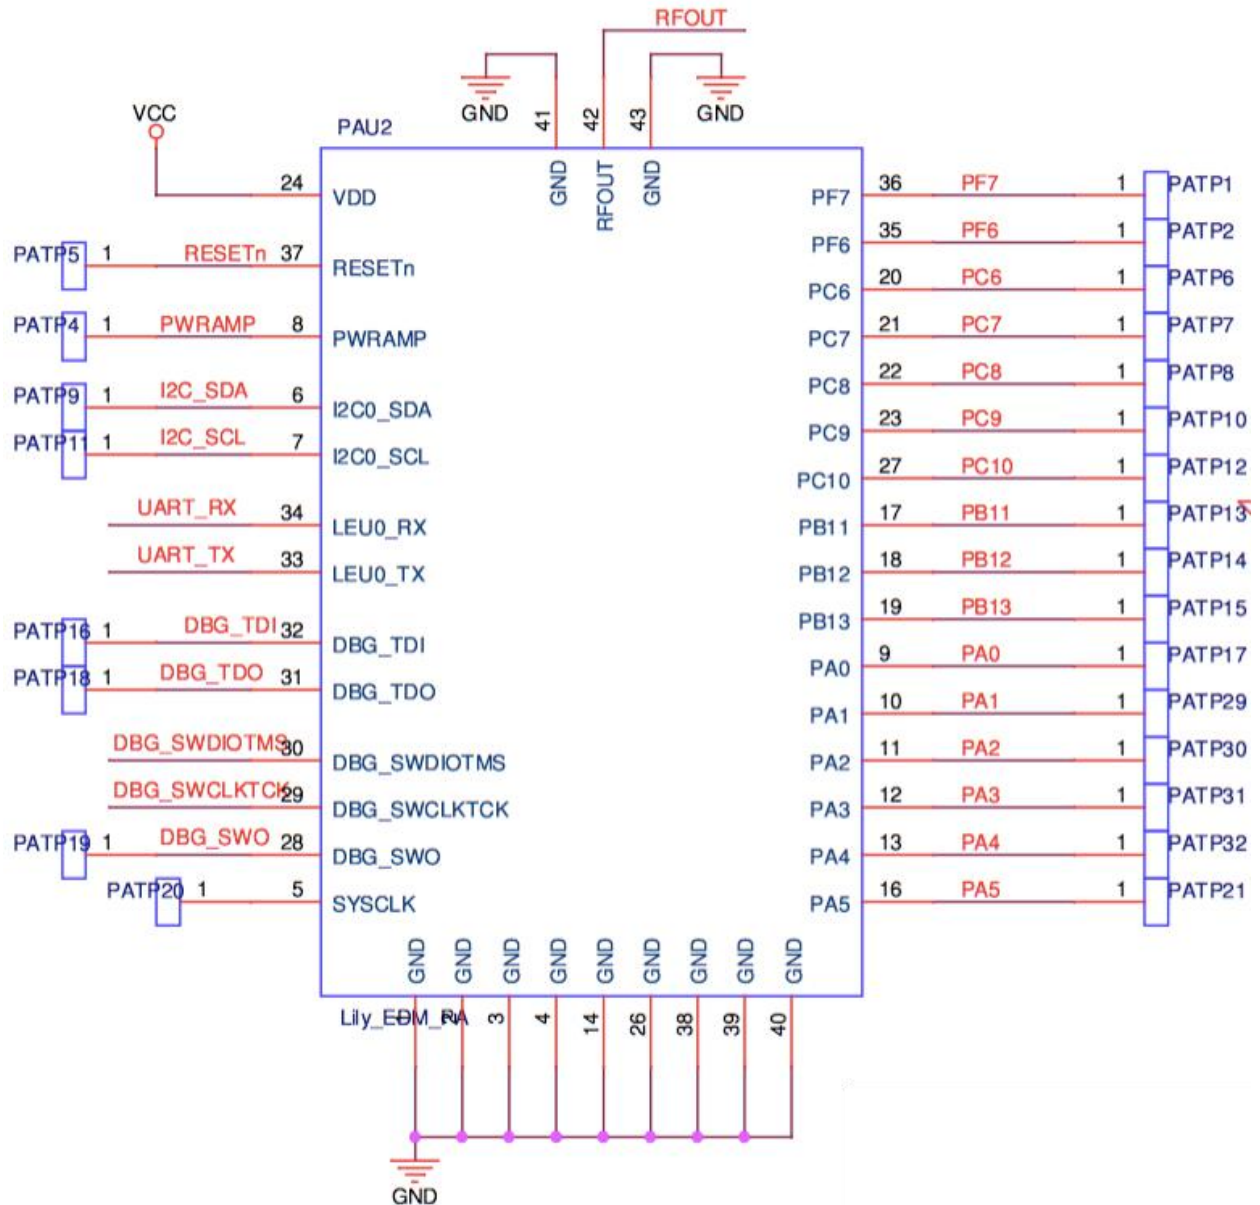 RFOUT
GND 41 42 43 GND
VCC
PAU2
GND RFOUT GND
24 VDD
PF7 36 PF7 1 PATP1
PF6 35 PF6 1 PATP2
PATP5 1 RESETn 37 RESETn
PC6 20 PC6 1 PATP6
PATP4 1 PWRAMP 8 PWRAMP
PC7 21 PC7 1 PATP7
PC8 22 PC8 1 PATP8
PATP9 1 I2C_SDA 6 I2C0_SDA
PC9 23 PC9 1 PATP10
PATP11 1 I2C_SCL 7 I2C0_SCL
PC10 27 PC10 1 PATP12
UART_RX 34 LEU0_RX
PB11 17 PB11 1 PATP13
UART_TX 33 LEU0_TX
PB12 18 PB12 1 PATP14
PB13 19 PB13 1 PATP15
PATP16 1 DBG_TDI 32 DBG_TDI
PA0 9 PA0 1 PATP17
PATP18 1 DBG_TDO 31 DBG_TDO
PA1 10 PA1 1 PATP29
DBG_SWDIOTMS 30 DBG_SWDIOTMS
PA2 11 PA2 1 PATP30
DBG_SWCLKTCK 29 DBG_SWCLKTCK
PA3 12 PA3 1 PATP31
PATP19 1 DBG_SWO 28 DBG_SWO
PA4 13 PA4 1 PATP32
PATP20 1 5 SYSCLK
PA5 16 PA5 1 PATP21
GND GND GND GND GND GND GND GND GND
Lily_EDM_PA
1 2 3 4 14 26 38 39 40
GND